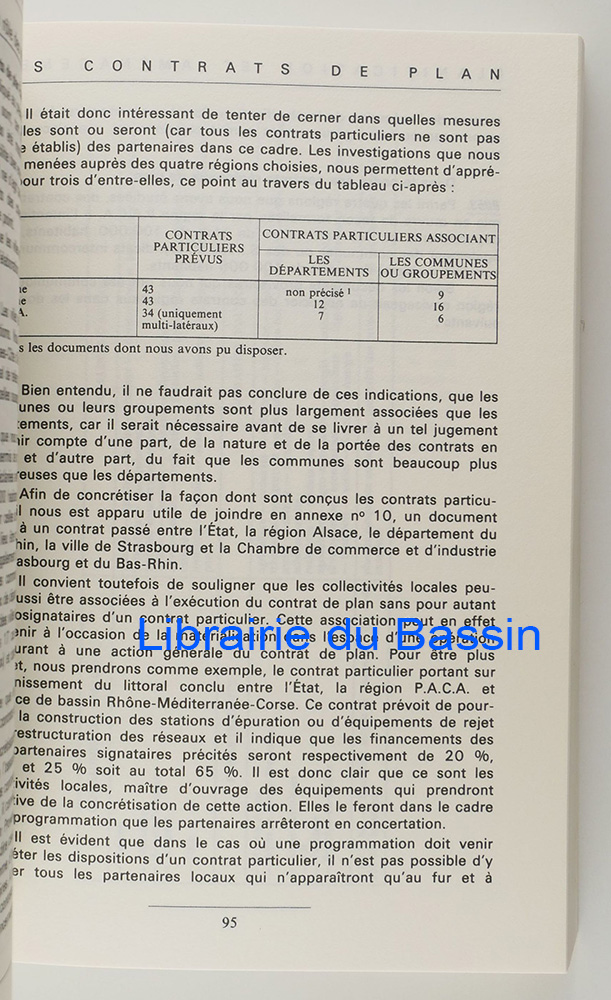 S CONTRATS DE PLAN
Il était donc intéressant de tenter de cerner dans quelles mesures
les sont ou seront (car tous les contrats particuliers ne sont pas
établis) des partenaires dans ce cadre. Les investigations que nous
menées auprès des quatre régions choisies, nous permettent d'appré-
our trois d'entre-elles, ce point au travers du tableau ci-après :
CONTRATS PARTICULIERS PRÉVUS
CONTRATS PARTICULIERS ASSOCIANT
LES DÉPARTEMENTS
LES COMMUNES OU GROUPEMENTS
ne 43 non précisé 1 9
ne 43 12 16
A. 34 (uniquement multi-latéraux) 7 6
s les documents dont nous avons pu disposer.
Bien entendu, il ne faudrait pas conclure de ces indications, que les
unes ou leurs groupements sont plus largement associées que les
tements, car il serait nécessaire avant de se livrer à un tel jugement
ir compte d'une part, de la nature et de la portée des contrats en
et d'autre part, du fait que les communes sont beaucoup plus
reuses que les départements.
Afin de concrétiser la façon dont sont conçus les contrats particu-
il nous est apparu utile de joindre en annexe nº 10, un document
à un contrat passé entre l'État, la région Alsace, le département du
hin, la ville de Strasbourg et la Chambre de commerce et d'industrie
asbourg et du Bas-Rhin.
Il convient toutefois de souligner que les collectivités locales peu-
ussi être associées à l'exécution du contrat de plan sans pour autant
osignataires d'un contrat particulier. Cette association peut en effet
enir à l'occasion de la matérialisation dans l'espace d'une opération
urant à une action générale du contrat de plan. Pour être plus
et, nous prendrons comme exemple, le contrat particulier portant sur
nissement du littoral conclu entre l'État, la région P.A.C.A. et
ce de bassin Rhône-Méditerranée-Corse. Ce contrat prévoit de pour-
la construction des stations d'épuration ou d'équipements de rejet
restructuration des réseaux et il indique que les financements des
partenaires signataires précités seront respectivement de 20 %,
et 25 % soit au total 65 %. Il est donc clair que ce sont les
ivités locales, maître d'ouvrage des équipements qui prendront
tive de la concrétisation de cette action. Elles le feront dans le cadre
programmation que les partenaires arrêteront en concertation.
Il est évident que dans le cas où une programmation doit venir
éter les dispositions d'un contrat particulier, il n'est pas possible d'y
er tous les partenaires locaux qui n'apparaîtront qu'au fur et à
95
Librairie du Bassin